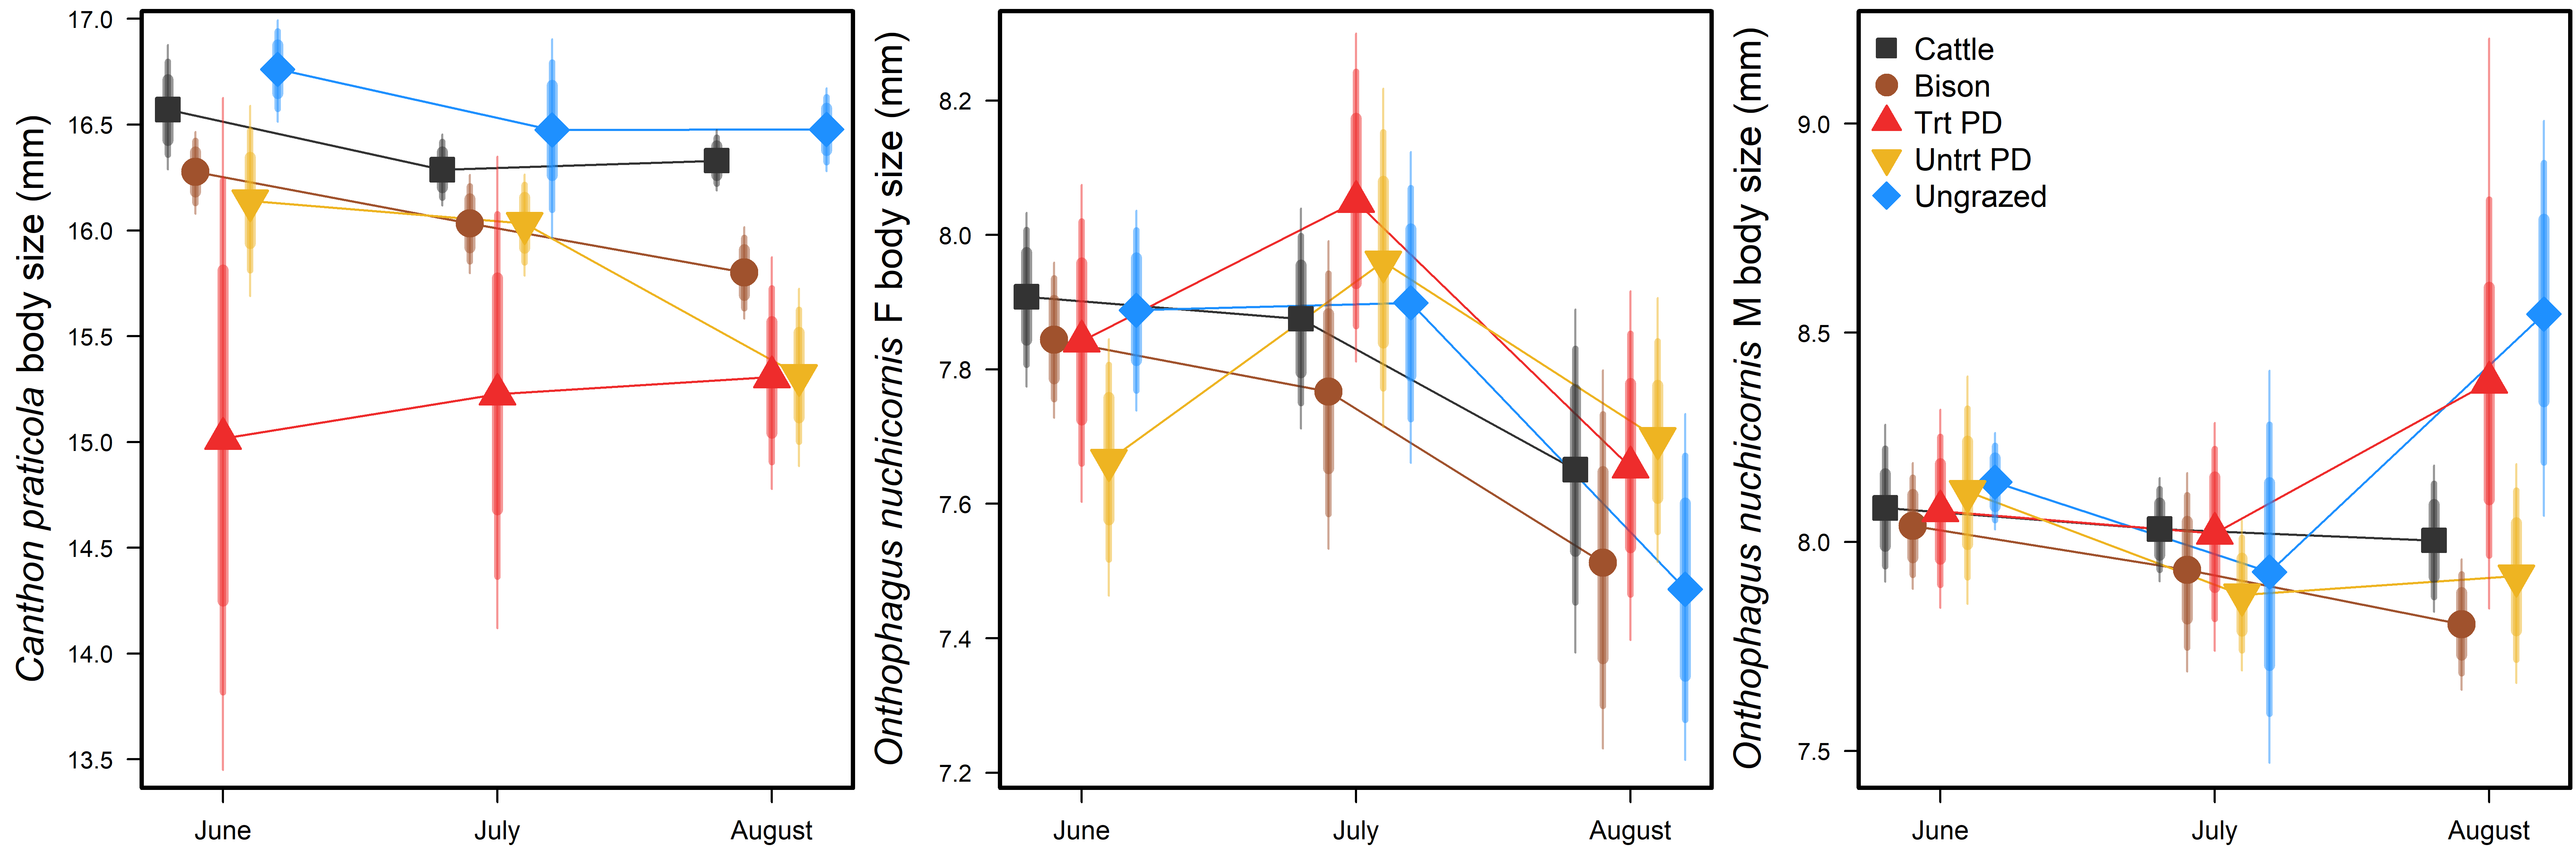 Canthon praticola body size (mm)
17.0
16.5
16.0
15.5
15.0
14.5
14.0
13.5
June July August
Onthophagus nuchicornis F body size (mm)
8.2
8.0
7.8
7.6
7.4
7.2
June July August
Onthophagus nuchicornis M body size (mm)
9.0
8.5
8.0
7.5
June July August
Cattle
Bison
Trt PD
Untrt PD
Ungrazed